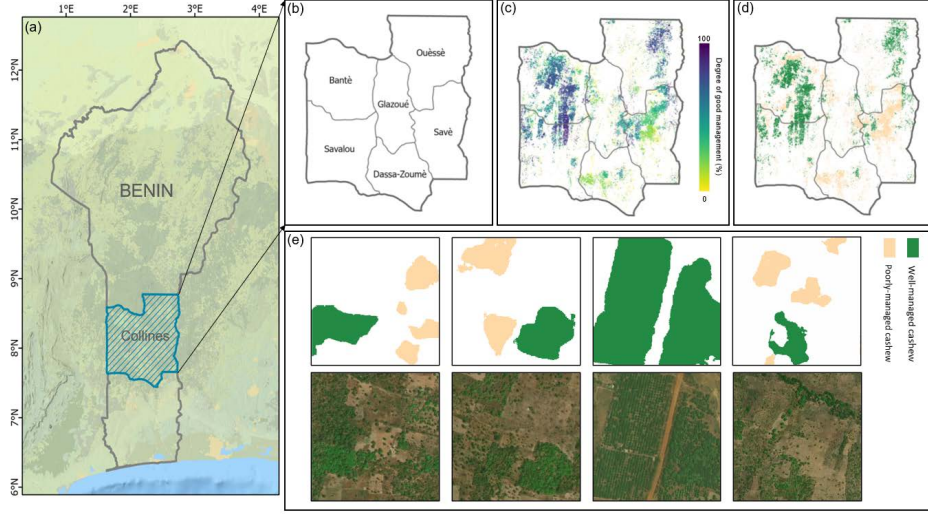 (a)
1°E 2°E 3°E 4°E
12°N
11°N
10°N
9°N
8°N
7°N
6°N
BENIN
Collines
(b)
Ouèssè
Bantè
Glazoué
Savè
Savalou
Dassa-Zoumè
(c)
100
Degree of good management (%)
0
(d)
(e)
Well-managed cashew
Poorly-managed cashew